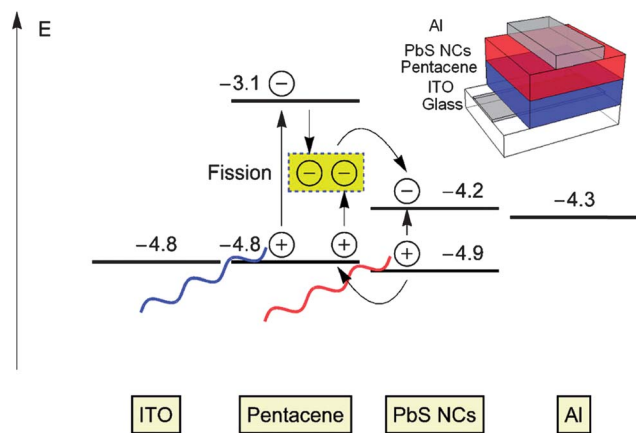 E
Al
PbS NCs
Pentacene
ITO
Glass
−3.1
−
Fission
− −
−
−4.2
−4.3
−4.8
−4.8
+
+
+
−4.9
ITO
Pentacene
PbS NCs
Al